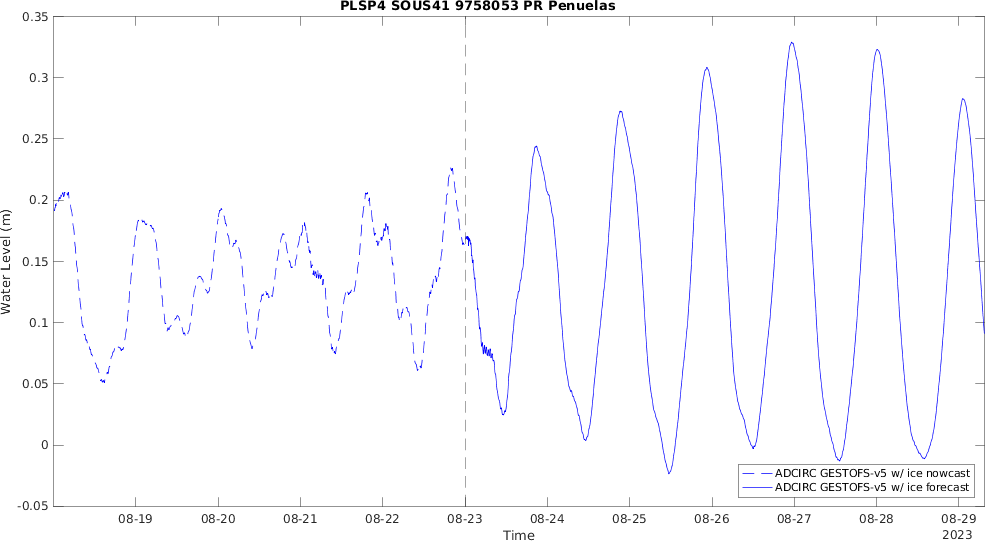 PLSP4 SOUS41 9758053 PR Penuelas
0.35
0.3
0.25
0.2
0.15
0.1
0.05
0
-0.05
Water Level (m)
ADCIRC GESTOFS-v5 w/ ice nowcast
ADCIRC GESTOFS-v5 w/ ice forecast
08-19 08-20 08-21 08-22 08-23 08-24 08-25 08-26 08-27 08-28 08-29
Time 2023